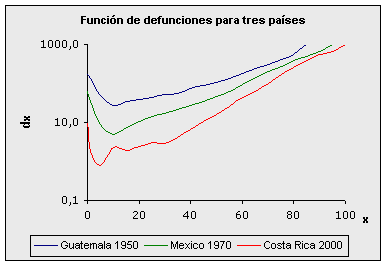 Función de defunciones para tres países
1000,0
10,0
0,1
dx
0 20 40 60 80 100 x
Guatemala 1950 Mexico 1970 Costa Rica 2000